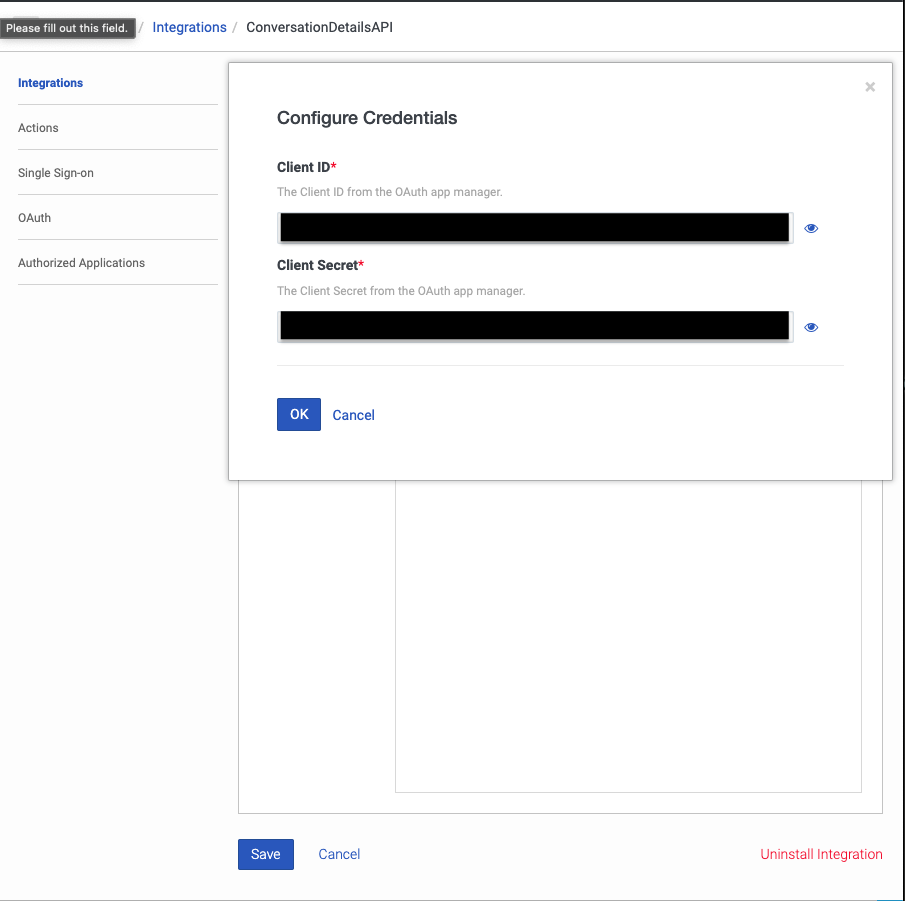 Please fill out this field. / Integrations / ConversationDetailsAPI
Integrations
Actions
Single Sign-on
OAuth
Authorized Applications
×
Configure Credentials
Client ID*
The Client ID from the OAuth app manager.
Client Secret*
The Client Secret from the OAuth app manager.
OK Cancel
Save Cancel Uninstall Integration